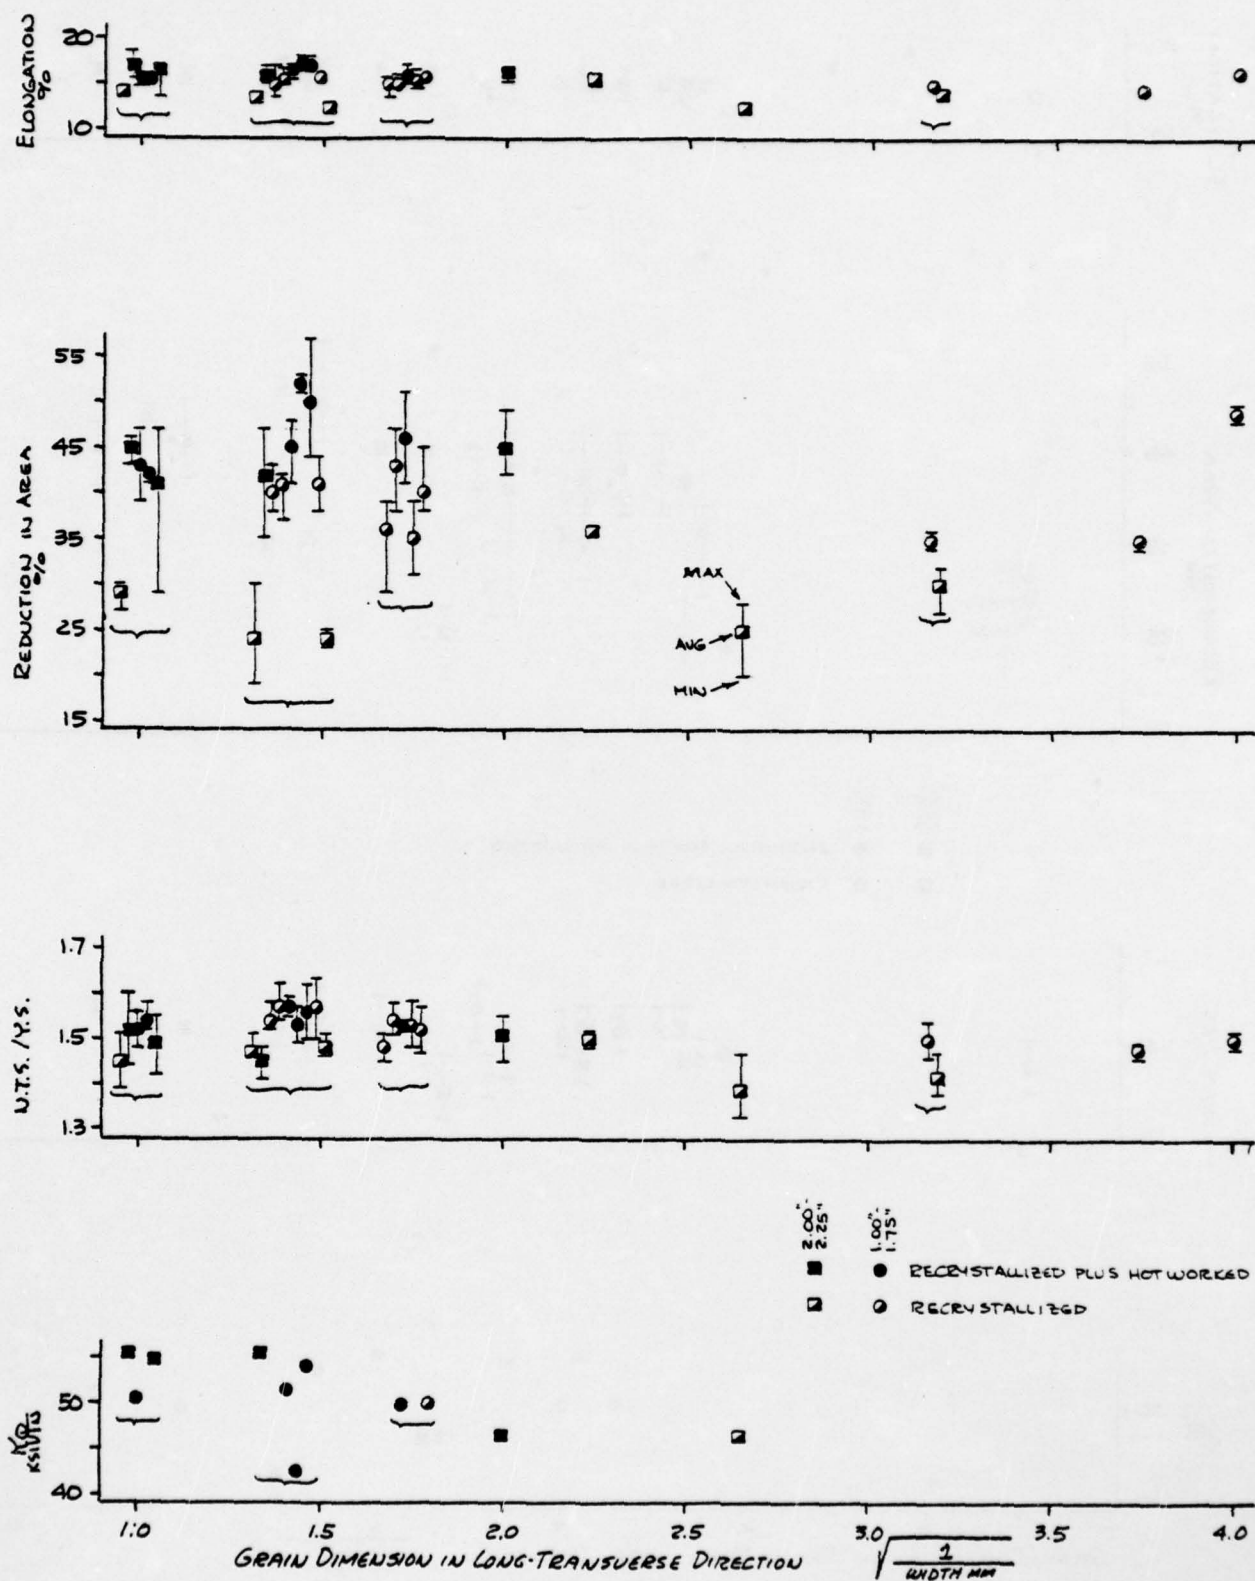 ELONGATION
%
20
10
REDUCTION IN AREA
%
55
45
35
25
15
MAX
AVG
MIN
N.T.S. / Y.S.
1.7
1.5
1.3
2.00"-
2.25"
1.00"-
1.75"
RECRYSTALLIZED PLUS HOT WORKED
RECRYSTALLIZED
KQ
KSI√IN
50
40
1.0 1.5 2.0 2.5 3.0 3.5 4.0
GRAIN DIMENSION IN LONG-TRANSVERSE DIRECTION √ 1
WIDTH MM